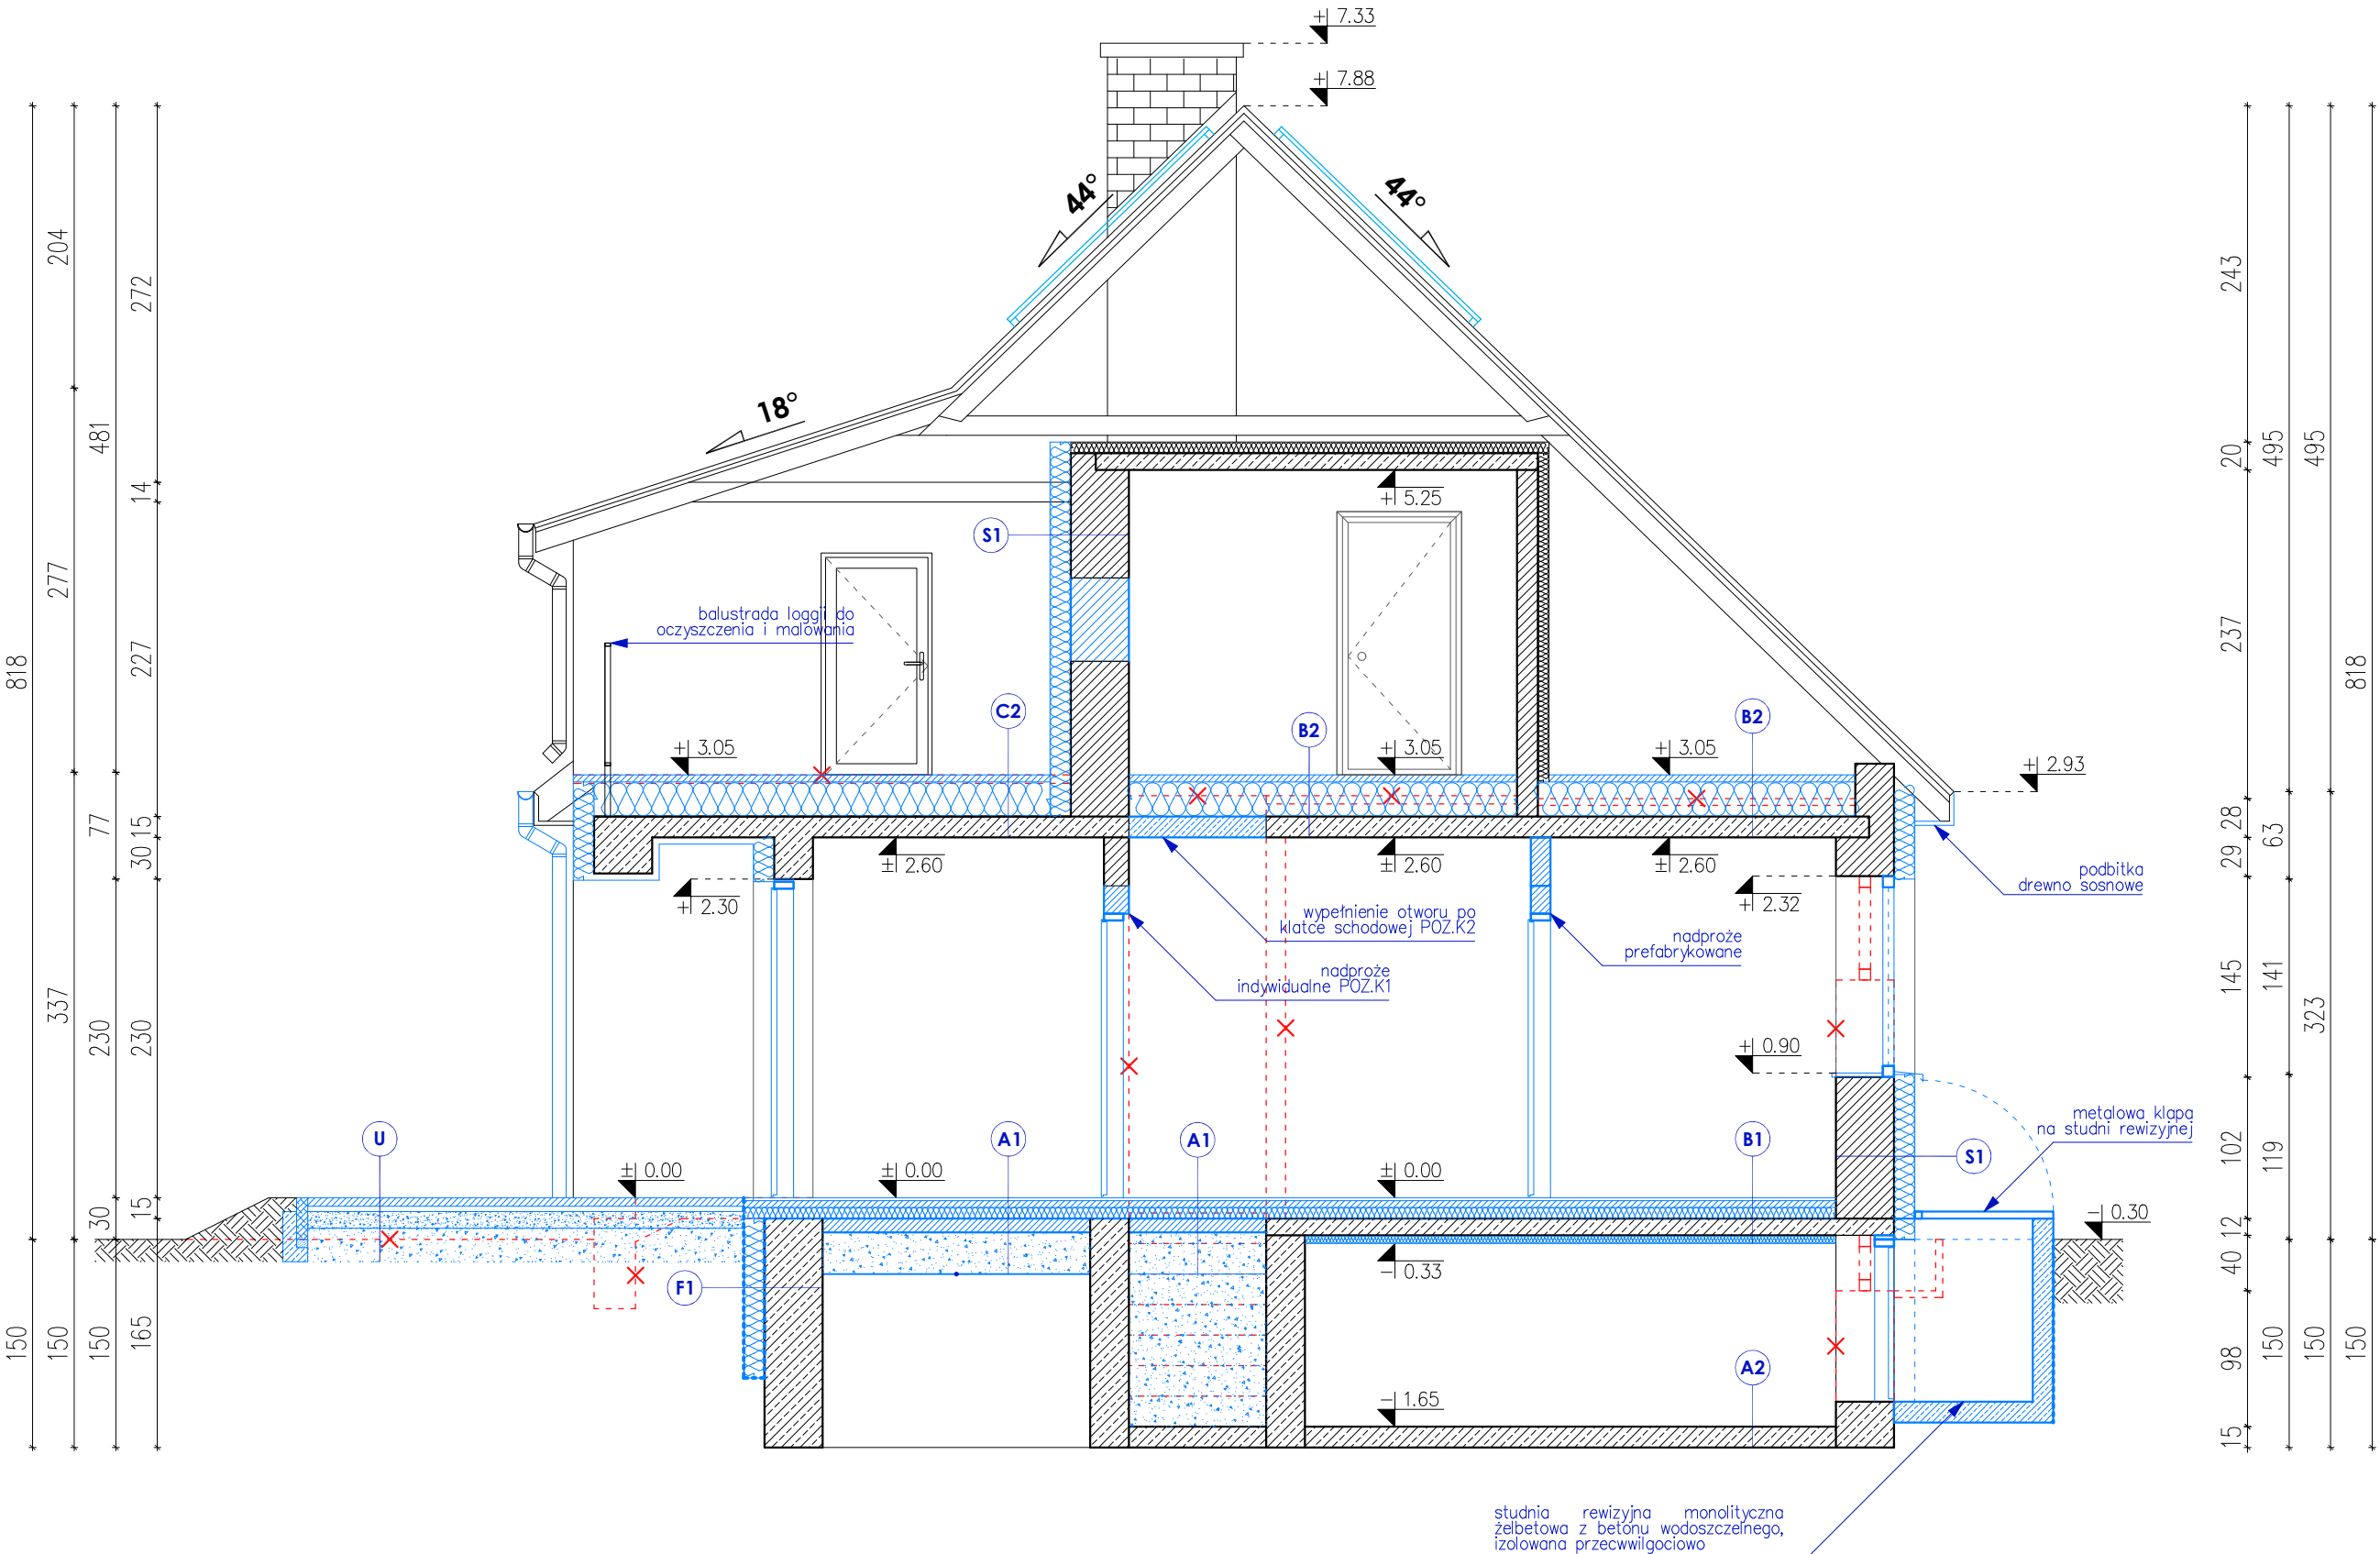 + 7.33
+ 7.88
44°
44°
18°
+ 5.25
S1
balustrada loggii do
oczyszczenia i malowania
C2
B2
B2
+ 3.05
+ 3.05
+ 3.05
+ 2.93
± 2.60
± 2.60
± 2.60
+ 2.30
+ 2.32
podbitka
drewno sosnowe
wypełnienie otworu po
klatce schodowej POZ.K2
nadproże
prefabrykowane
nadproże
indywidualne POZ.K1
+ 0.90
metalowa klapa
na studni rewizyjnej
U
A1
A1
B1
S1
± 0.00
± 0.00
± 0.00
− 0.30
F1
− 0.33
A2
− 1.65
studnia rewizyjna monolityczna
żelbetowa z betonu wodoszczelnego,
izolowana przecwwilgociowo
818
150
204
277
337
150
481
77
230
30
150
272
14
227
15
30
230
15
165
243
20
237
28
29
145
102
12
40
98
15
495
63
141
119
150
495
323
150
818
150